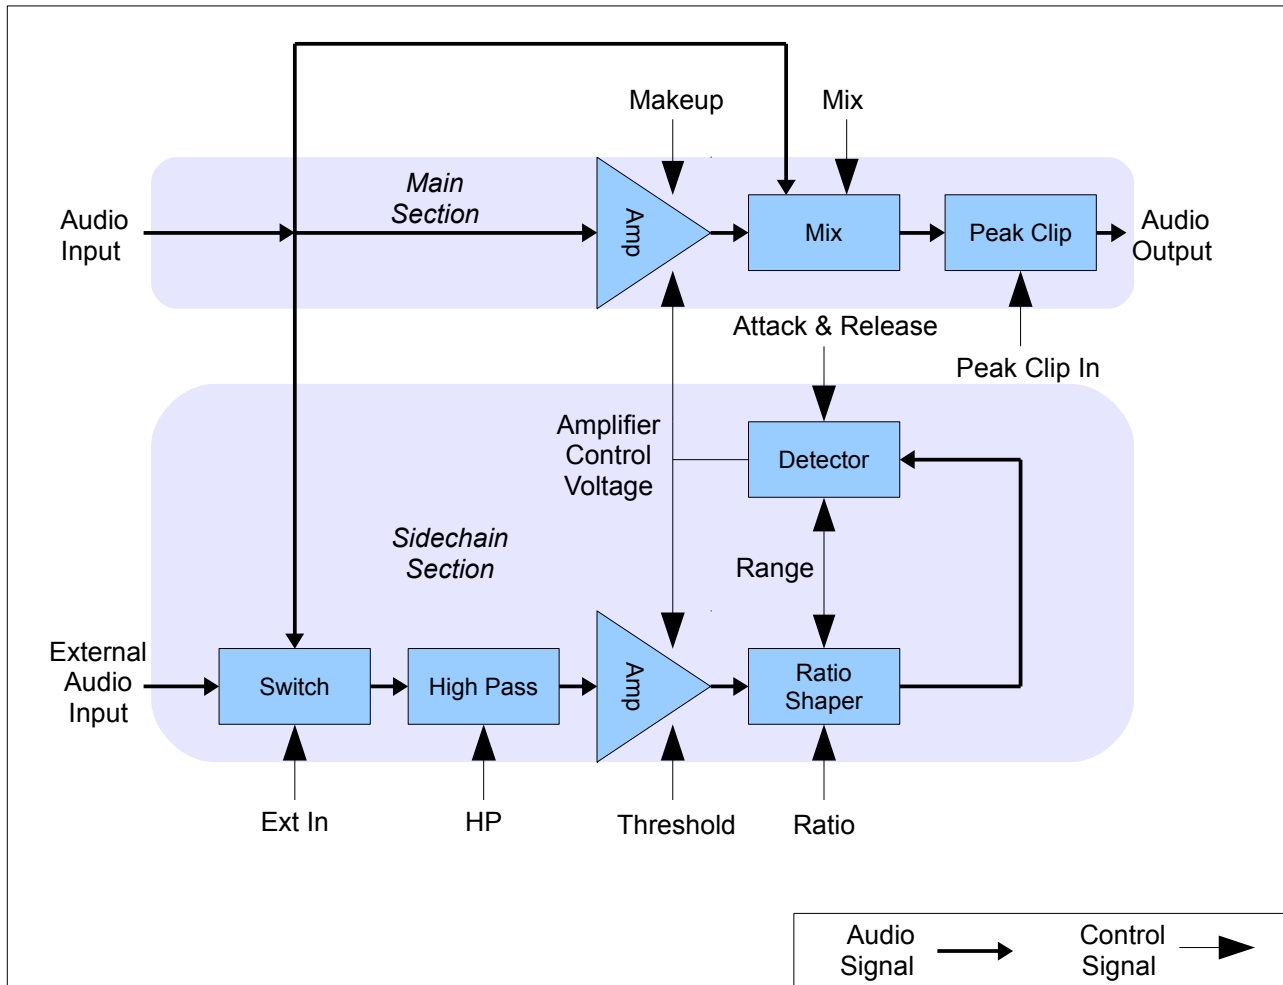 Makeup
Mix
Main
Section
Audio
Input
Amp
Mix
Peak Clip
Audio
Output
Attack & Release
Peak Clip In
Amplifier
Control
Voltage
Detector
Sidechain
Section
Range
External
Audio
Input
Switch
High Pass
Amp
Ratio
Shaper
Ext In
HP
Threshold
Ratio
Audio
Signal
Control
Signal